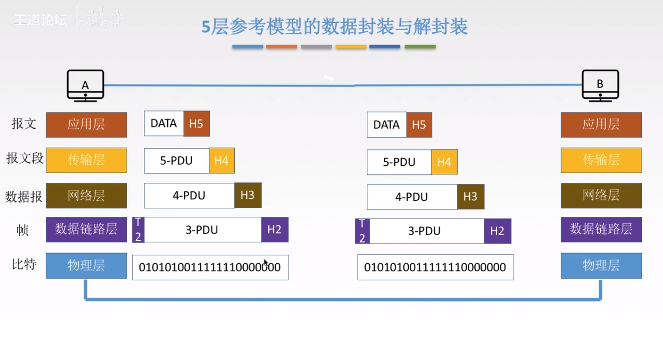 王道论坛
5层参考模型的数据封装与解封装
A B
报文 应用层 DATA H5 DATA H5 应用层
报文段 传输层 5-PDU H4 5-PDU H4 传输层
数据报 网络层 4-PDU H3 4-PDU H3 网络层
帧 数据链路层 T2 3-PDU H2 T2 3-PDU H2 数据链路层
比特 物理层 0101010011111110000000 0101010011111110000000 物理层